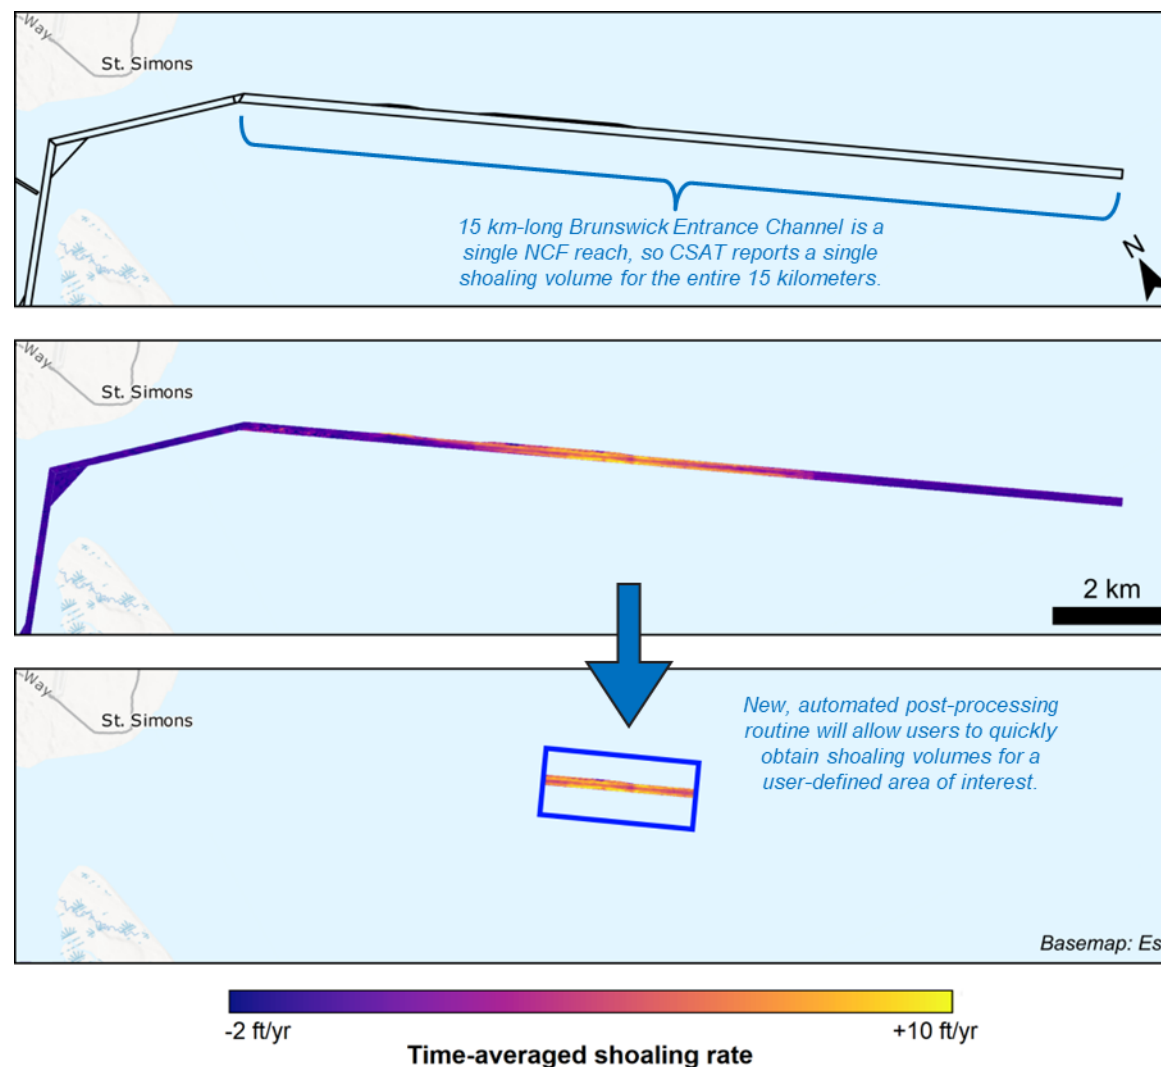 -Way
St. Simons
15 km-long Brunswick Entrance Channel is a
single NCF reach, so CSAT reports a single
shoaling volume for the entire 15 kilometers.
N
-Way
St. Simons
2 km
-Way
St. Simons
New, automated post-processing
routine will allow users to quickly
obtain shoaling volumes for a
user-defined area of interest.
Basemap: Es
-2 ft/yr
+10 ft/yr
Time-averaged shoaling rate